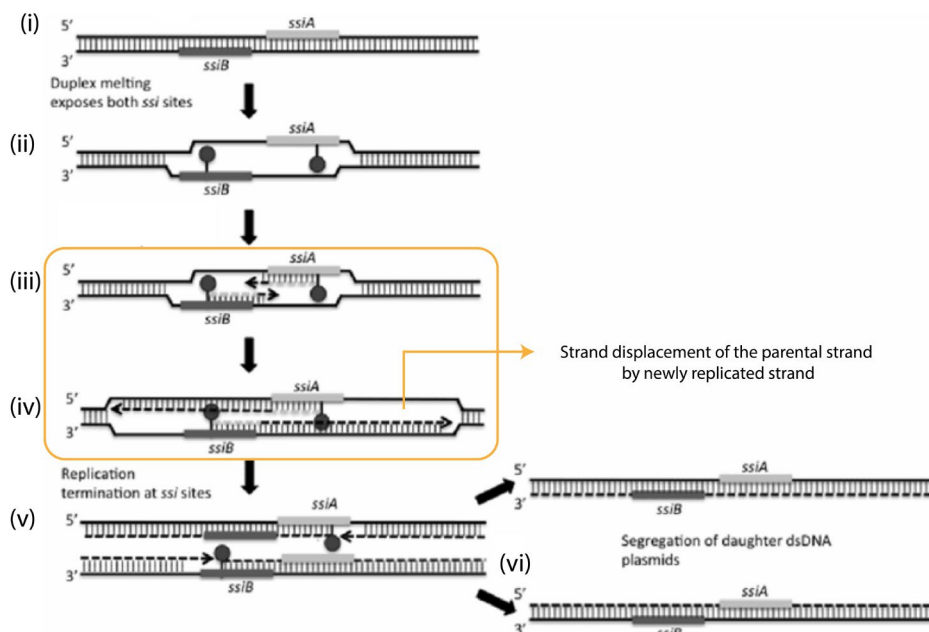 (i)
5'
ssiA
3'
ssiB
Duplex melting
exposes both ssi sites
(ii)
5'
ssiA
3'
ssiB
(iii)
5'
ssiA
3'
ssiB
Strand displacement of the parental strand
by newly replicated strand
(iv)
5'
ssiA
3'
ssiB
Replication
termination at ssi sites
(v)
5'
ssiA
3'
ssiB
(vi)
5'
ssiA
3'
ssiB
Segregation of daughter dsDNA
plasmids
5'
ssiA
3'
ssiB